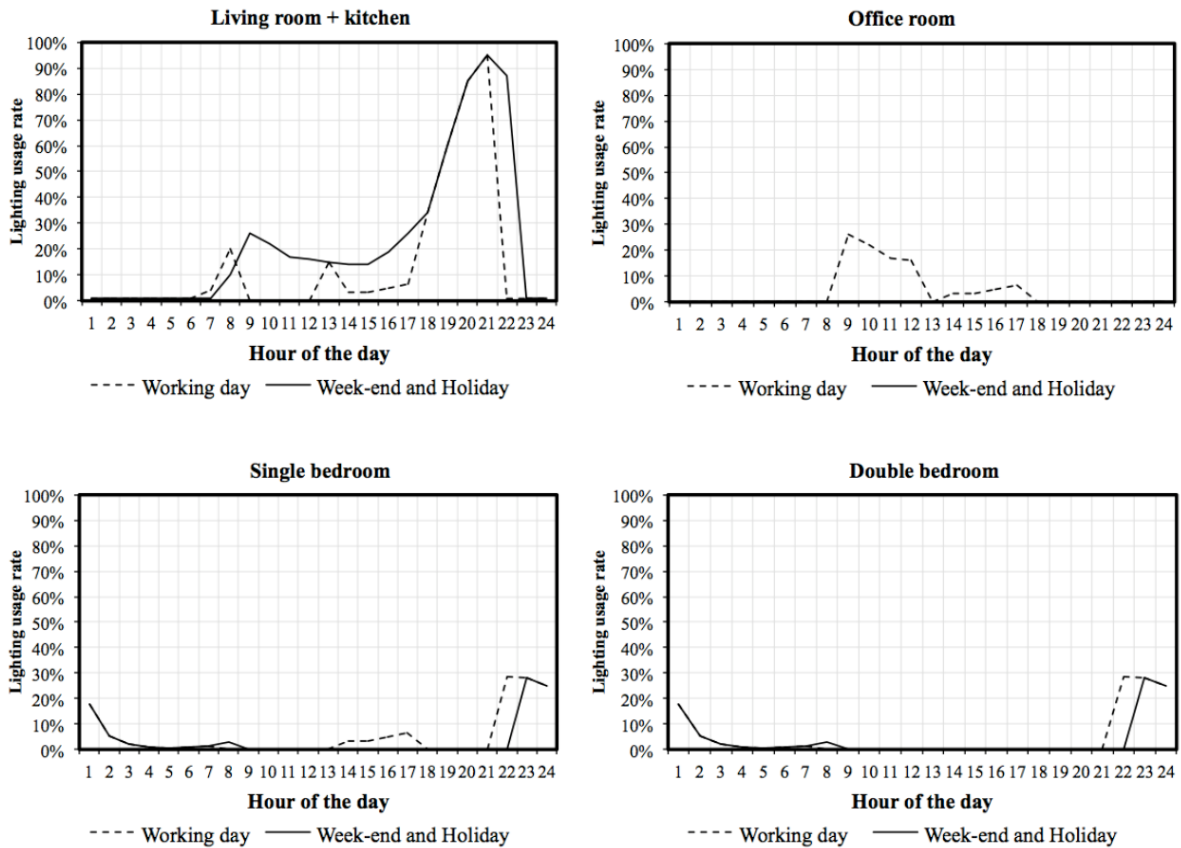 Living room + kitchen
100%
90%
80%
70%
60%
50%
40%
30%
20%
10%
0%
Lighting usage rate
1 2 3 4 5 6 7 8 9 10 11 12 13 14 15 16 17 18 19 20 21 22 23 24
Hour of the day
Working day Week-end and Holiday
Office room
100%
90%
80%
70%
60%
50%
40%
30%
20%
10%
0%
Lighting usage rate
1 2 3 4 5 6 7 8 9 10 11 12 13 14 15 16 17 18 19 20 21 22 23 24
Hour of the day
Working day Week-end and Holiday
Single bedroom
100%
90%
80%
70%
60%
50%
40%
30%
20%
10%
0%
Lighting usage rate
1 2 3 4 5 6 7 8 9 10 11 12 13 14 15 16 17 18 19 20 21 22 23 24
Hour of the day
Working day Week-end and Holiday
Double bedroom
100%
90%
80%
70%
60%
50%
40%
30%
20%
10%
0%
Lighting usage rate
1 2 3 4 5 6 7 8 9 10 11 12 13 14 15 16 17 18 19 20 21 22 23 24
Hour of the day
Working day Week-end and Holiday